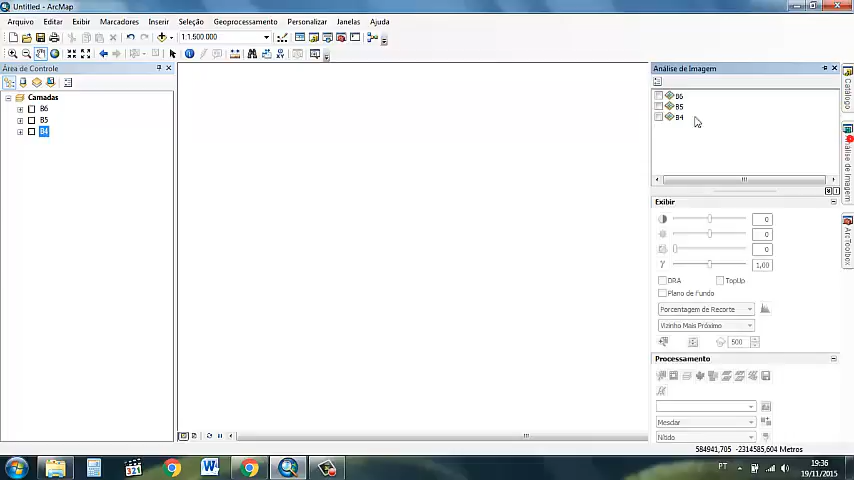 Untitled - ArcMap
Arquivo Editar Exibir Marcadores Inserir Seleção Geoprocessamento Personalizar Janelas Ajuda
1:1.500.000
Área de Controle
Camadas
B6
B5
B4
Análise de Imagem
B6
B5
B4
Exibir
0
0
0
1,00
DRA TopUp
Plano de Fundo
Porcentagem de Recorte
Vizinho Mais Próximo
500
Processamento
Mesclar
Nítido
Catálogo
Análise de Imagem
ArcToolbox
584941,705 -2314585,604 Metros
321
W
PT
19:36
19/11/2015